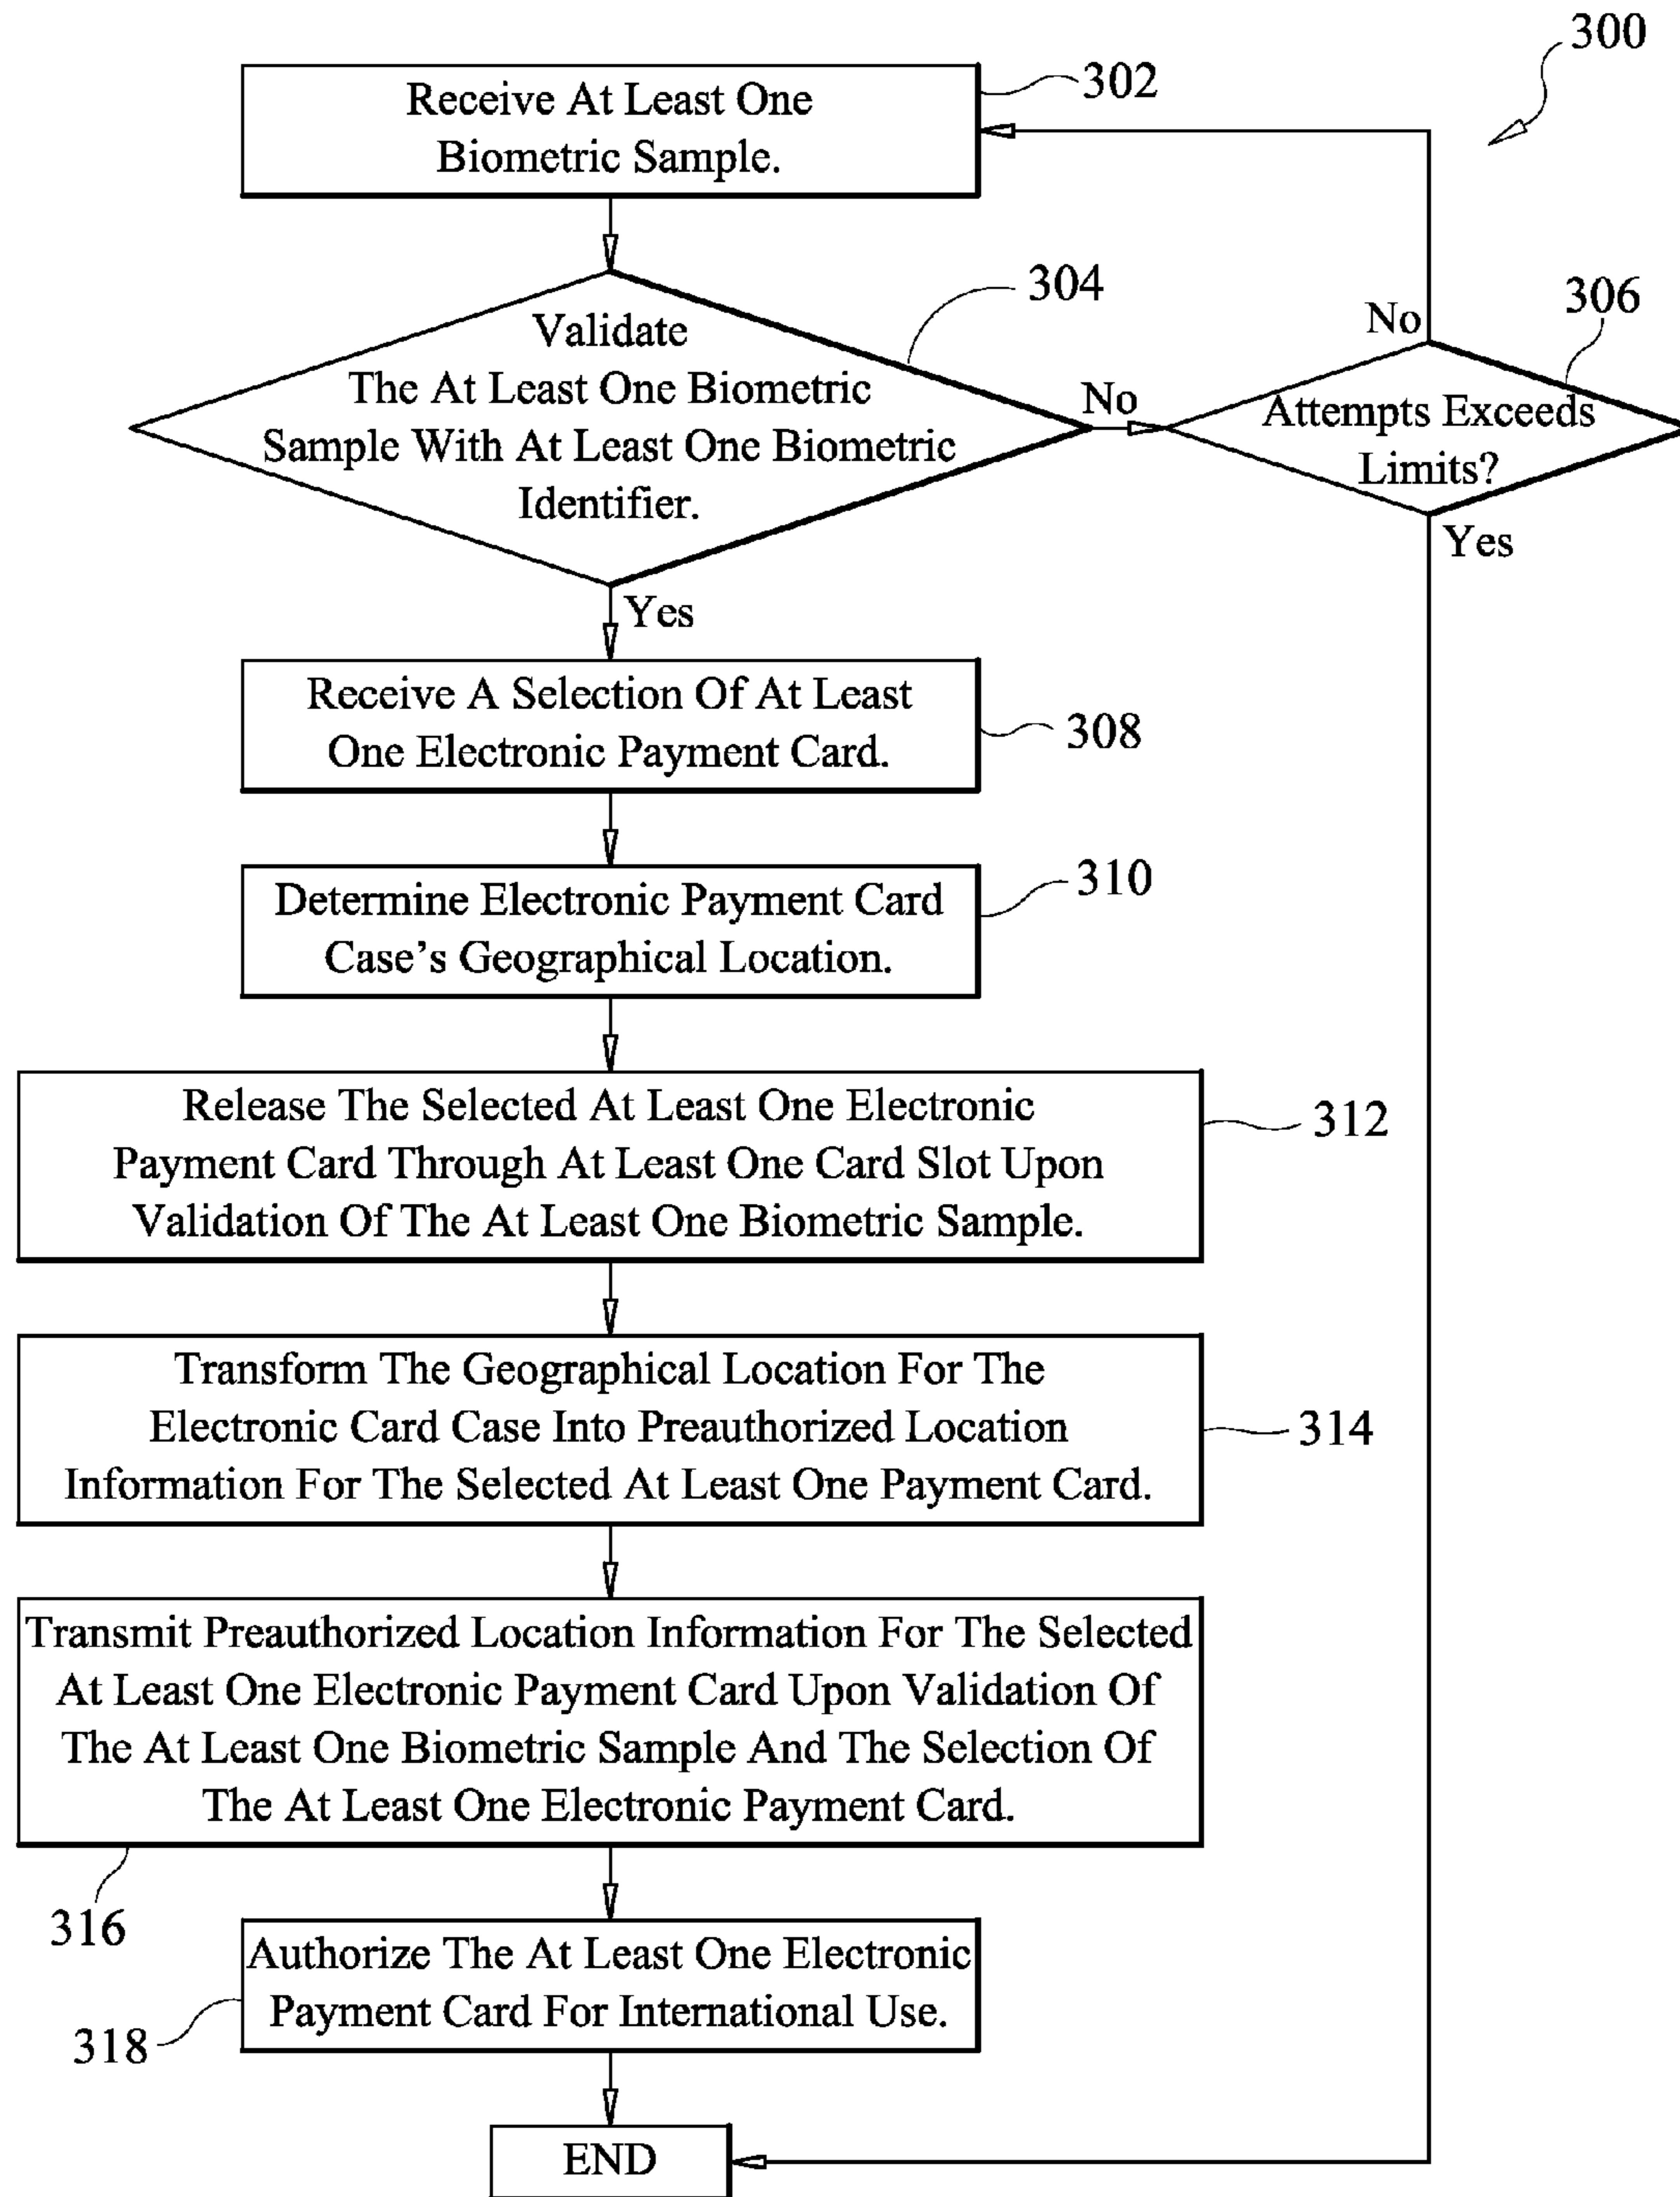 300
Receive At Least One
Biometric Sample.
302
Validate
The At Least One Biometric
Sample With At Least One Biometric
Identifier.
304
No
No
306
Attempts Exceeds
Limits?
Yes
Yes
Receive A Selection Of At Least
One Electronic Payment Card.
308
Determine Electronic Payment Card
Case’s Geographical Location.
310
Release The Selected At Least One Electronic
Payment Card Through At Least One Card Slot Upon
Validation Of The At Least One Biometric Sample.
312
Transform The Geographical Location For The
Electronic Card Case Into Preauthorized Location
Information For The Selected At Least One Payment Card.
314
Transmit Preauthorized Location Information For The Selected
At Least One Electronic Payment Card Upon Validation Of
The At Least One Biometric Sample And The Selection Of
The At Least One Electronic Payment Card.
316
Authorize The At Least One Electronic
Payment Card For International Use.
318
END